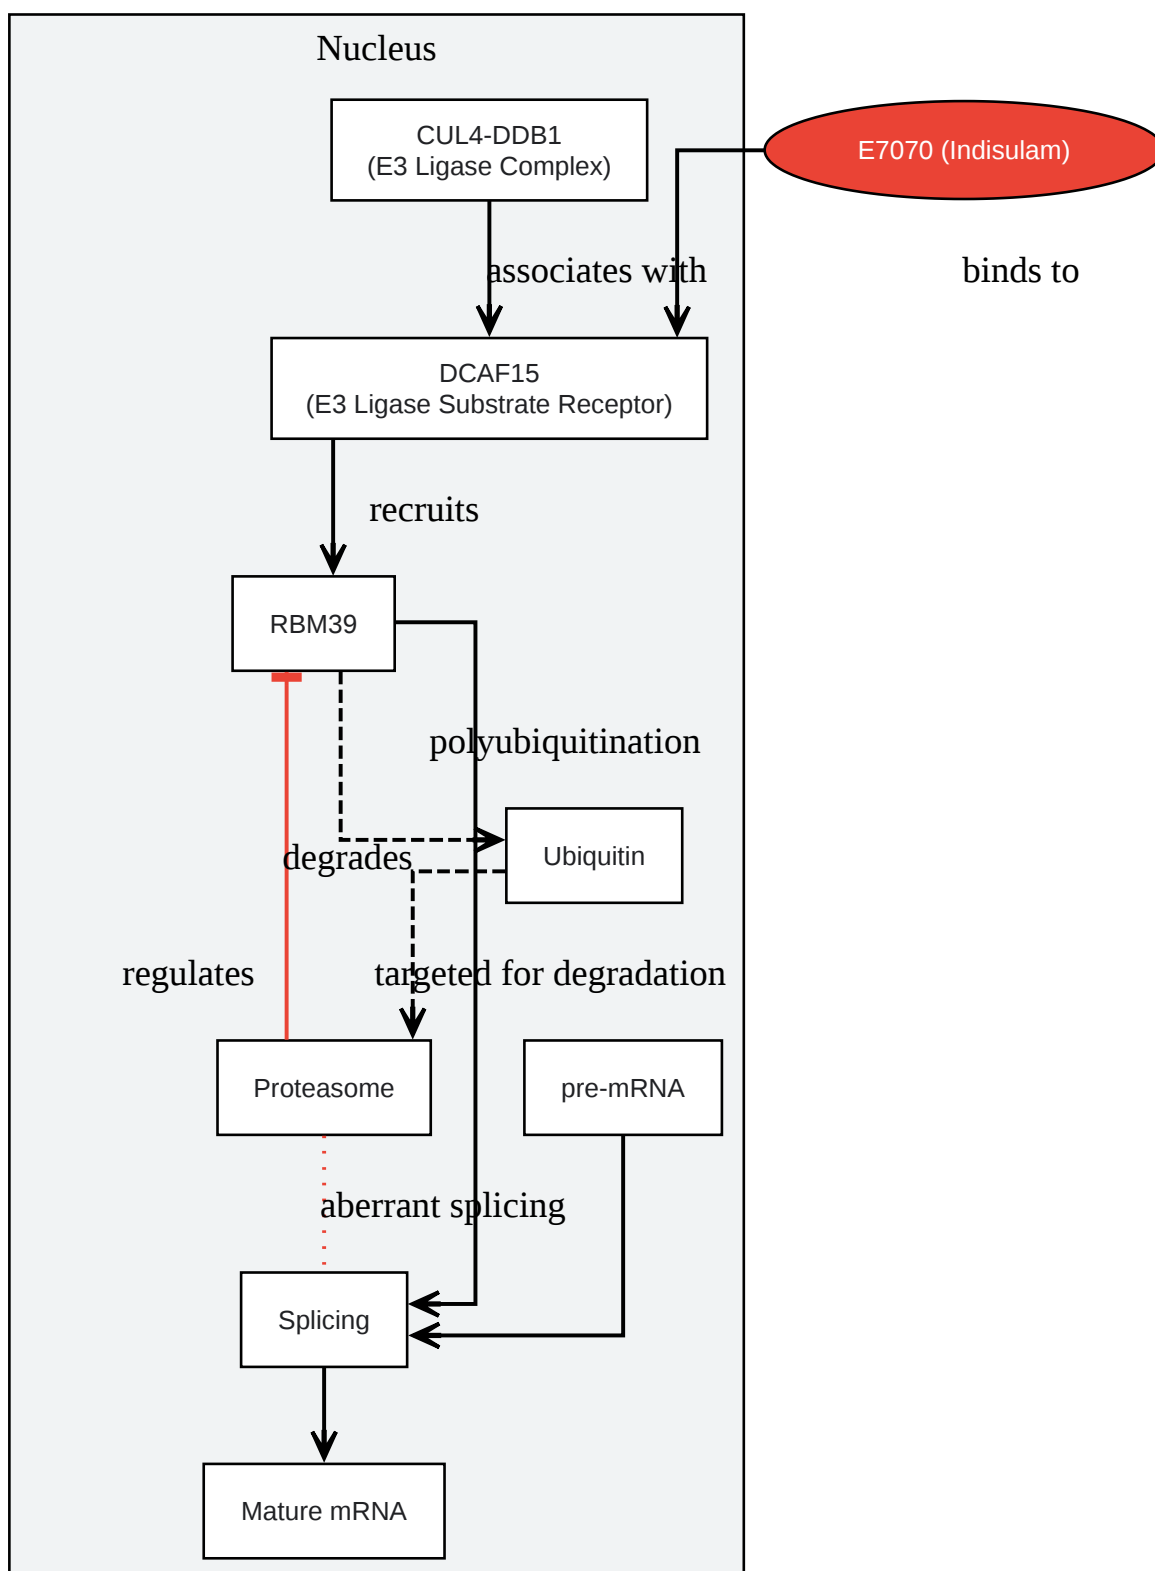 Nucleus
CUL4-DDB1
(E3 Ligase Complex)
E7070 (Indisulam)
associates with
binds to
DCAF15
(E3 Ligase Substrate Receptor)
recruits
RBM39
polyubiquitination
degrades
Ubiquitin
regulates
targeted for degradation
Proteasome
pre-mRNA
aberrant splicing
Splicing
Mature mRNA